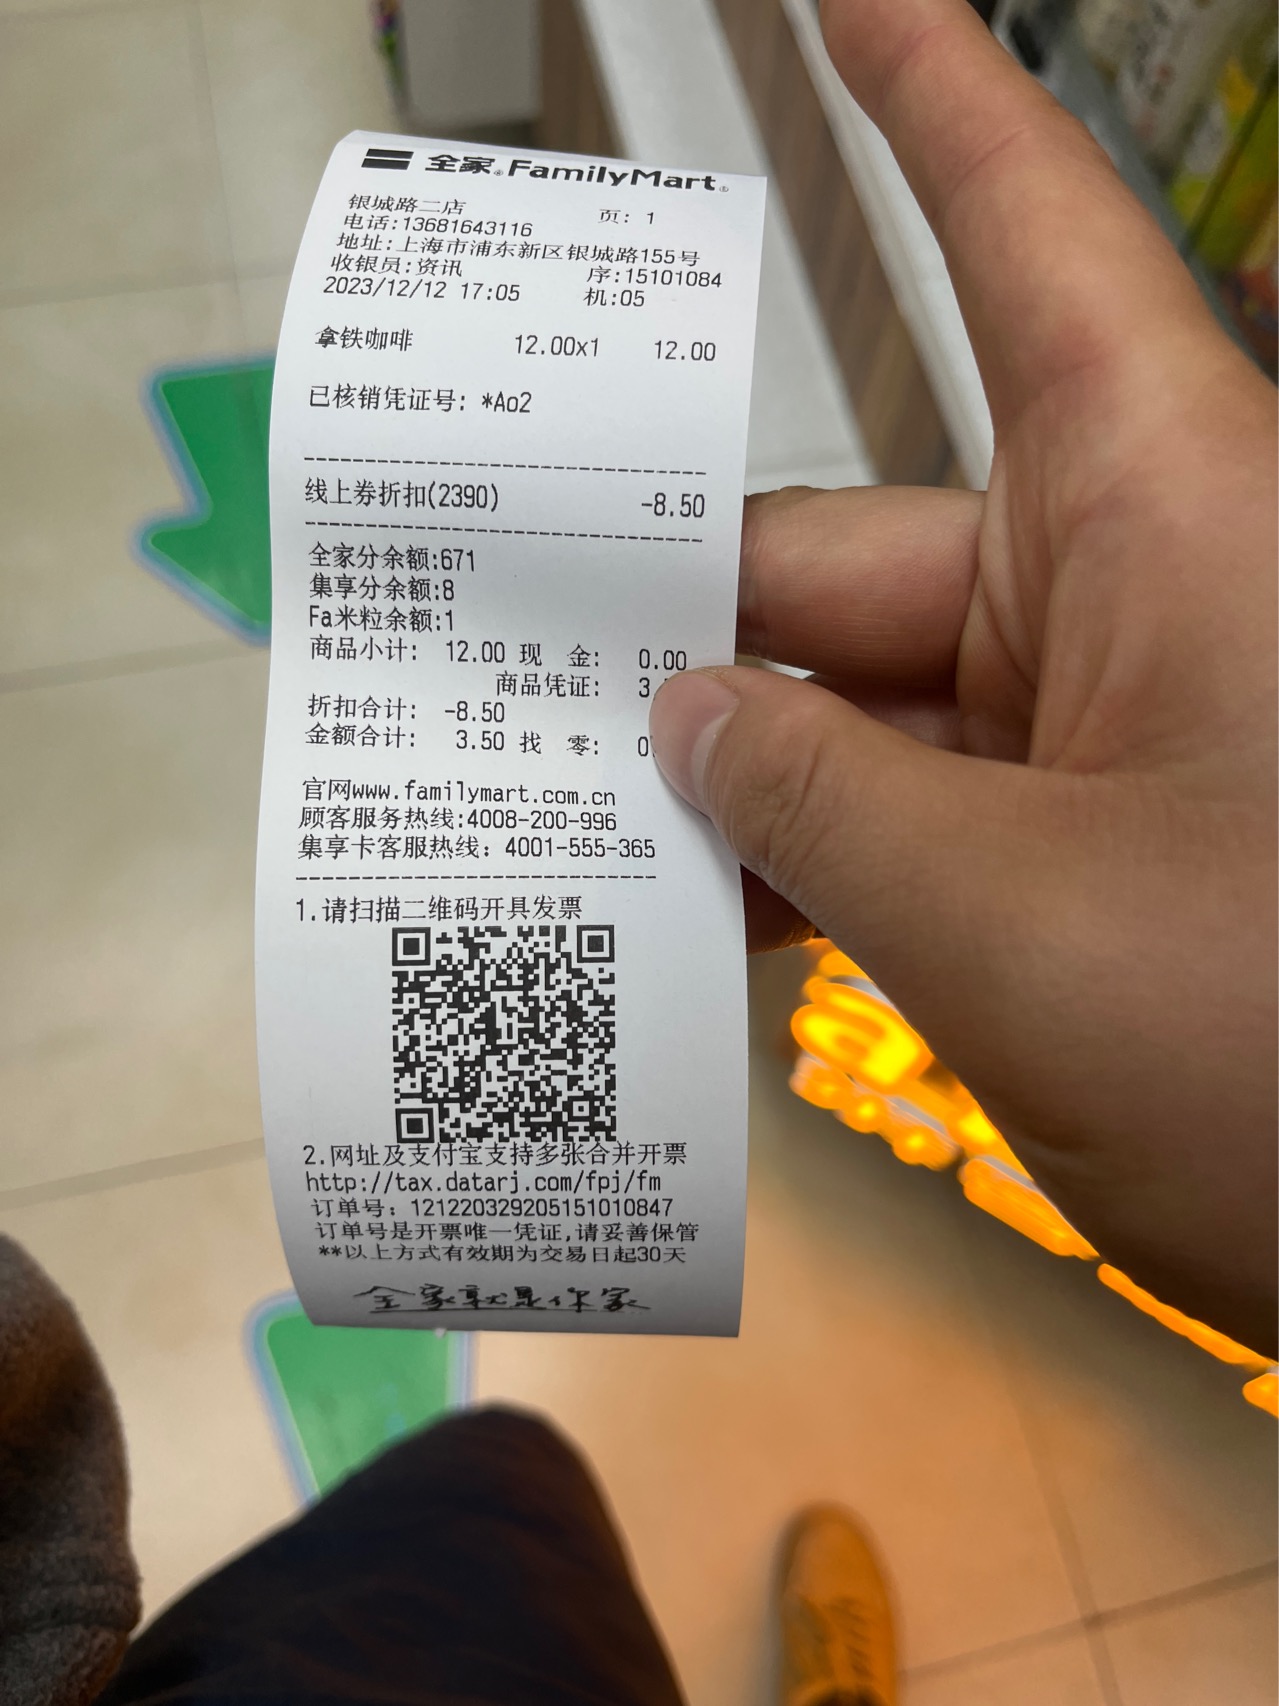 全家 FamilyMart
银城路二店 页: 1
电话:13681643116
地址:上海市浦东新区银城路155号
收银员:资讯 序:15101084
2023/12/12 17:05 机:05
拿铁咖啡 12.00x1 12.00
已核销凭证号: *Ao2
线上券折扣(2390) -8.50
全家分余额:671
集享分余额:8
Fa米粒余额:1
商品小计: 12.00 现 金: 0.00
商品凭证: 3
折扣合计: -8.50
金额合计: 3.50 找 零: 0
官网www.familymart.com.cn
顾客服务热线:4008-200-996
集享卡客服热线: 4001-555-365
1.请扫描二维码开具发票
2.网址及支付宝支持多张合并开票
http://tax.datarj.com/fpj/fm
订单号: 1212203292051510​10847
订单号是开票唯一凭证,请妥善保管
**以上方式有效期为交易日起30天
全家就是你家